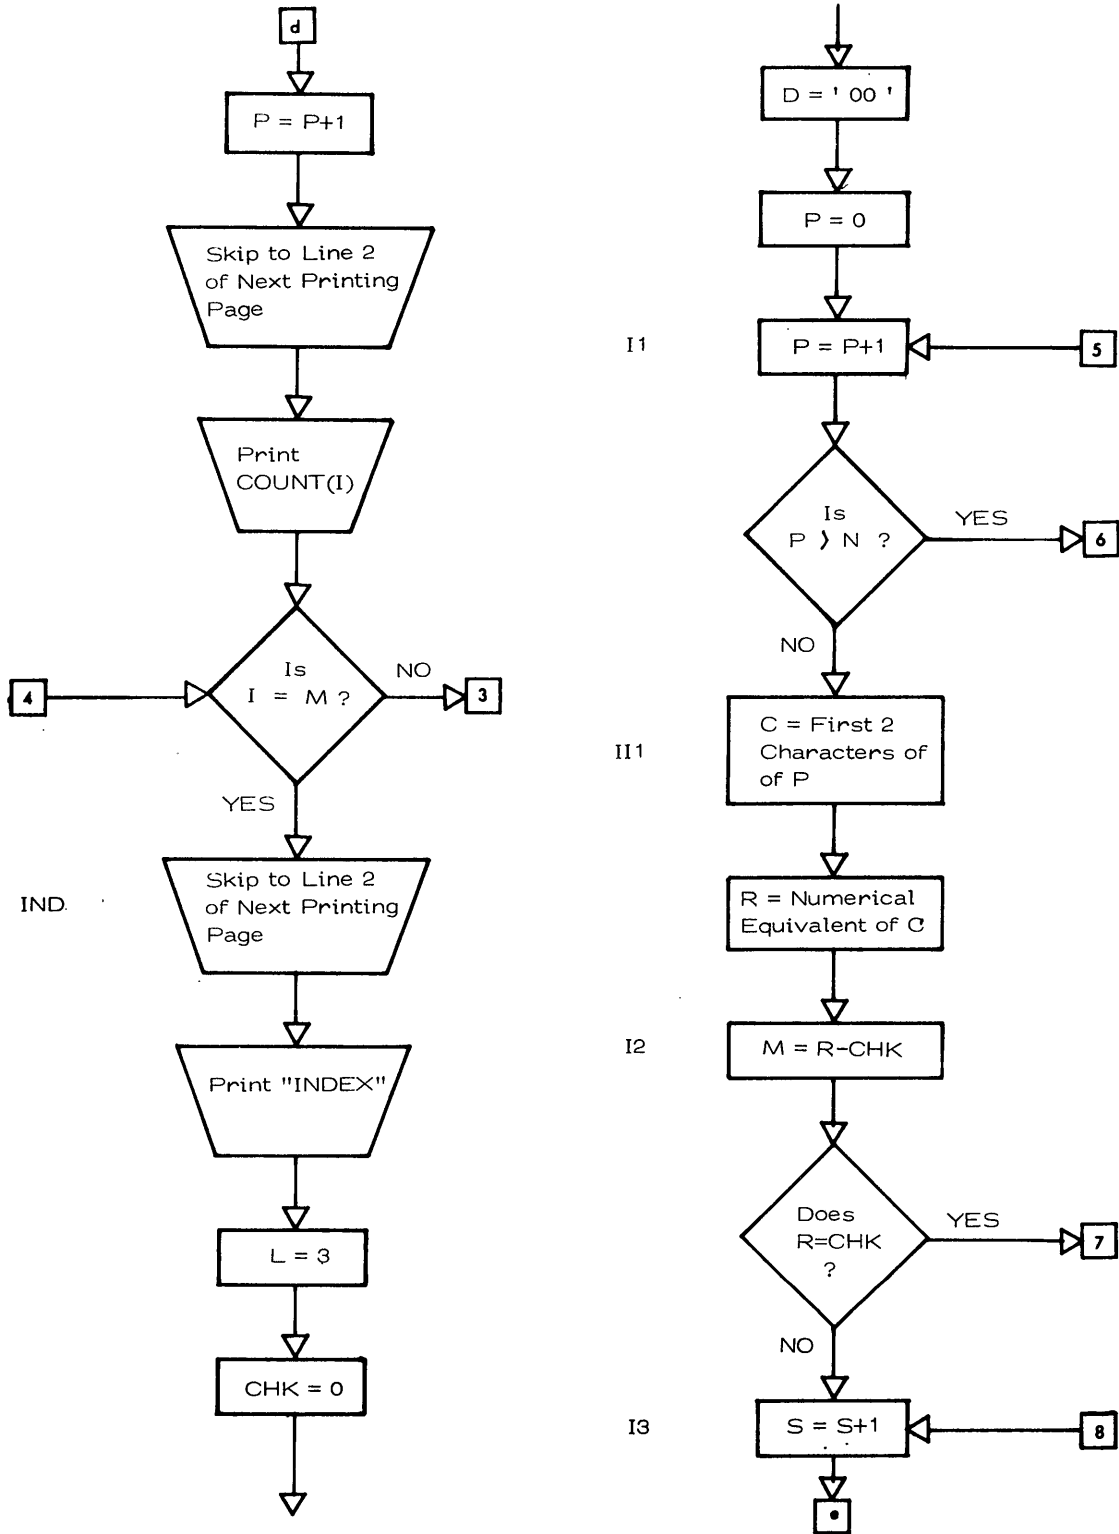 d
P = P+1
Skip to Line 2
of Next Printing
Page
Print
COUNT(I)
4
Is
I = M ?
NO
3
YES
IND.
Skip to Line 2
of Next Printing
Page
Print "INDEX"
L = 3
CHK = 0
D = ' 00 '
P = 0
I1
P = P+1
5
Is
P > N ?
YES
6
NO
II1
C = First 2
Characters of
of P
R = Numerical
Equivalent of C
I2
M = R-CHK
Does
R=CHK
?
YES
7
NO
I3
S = S+1
8
e